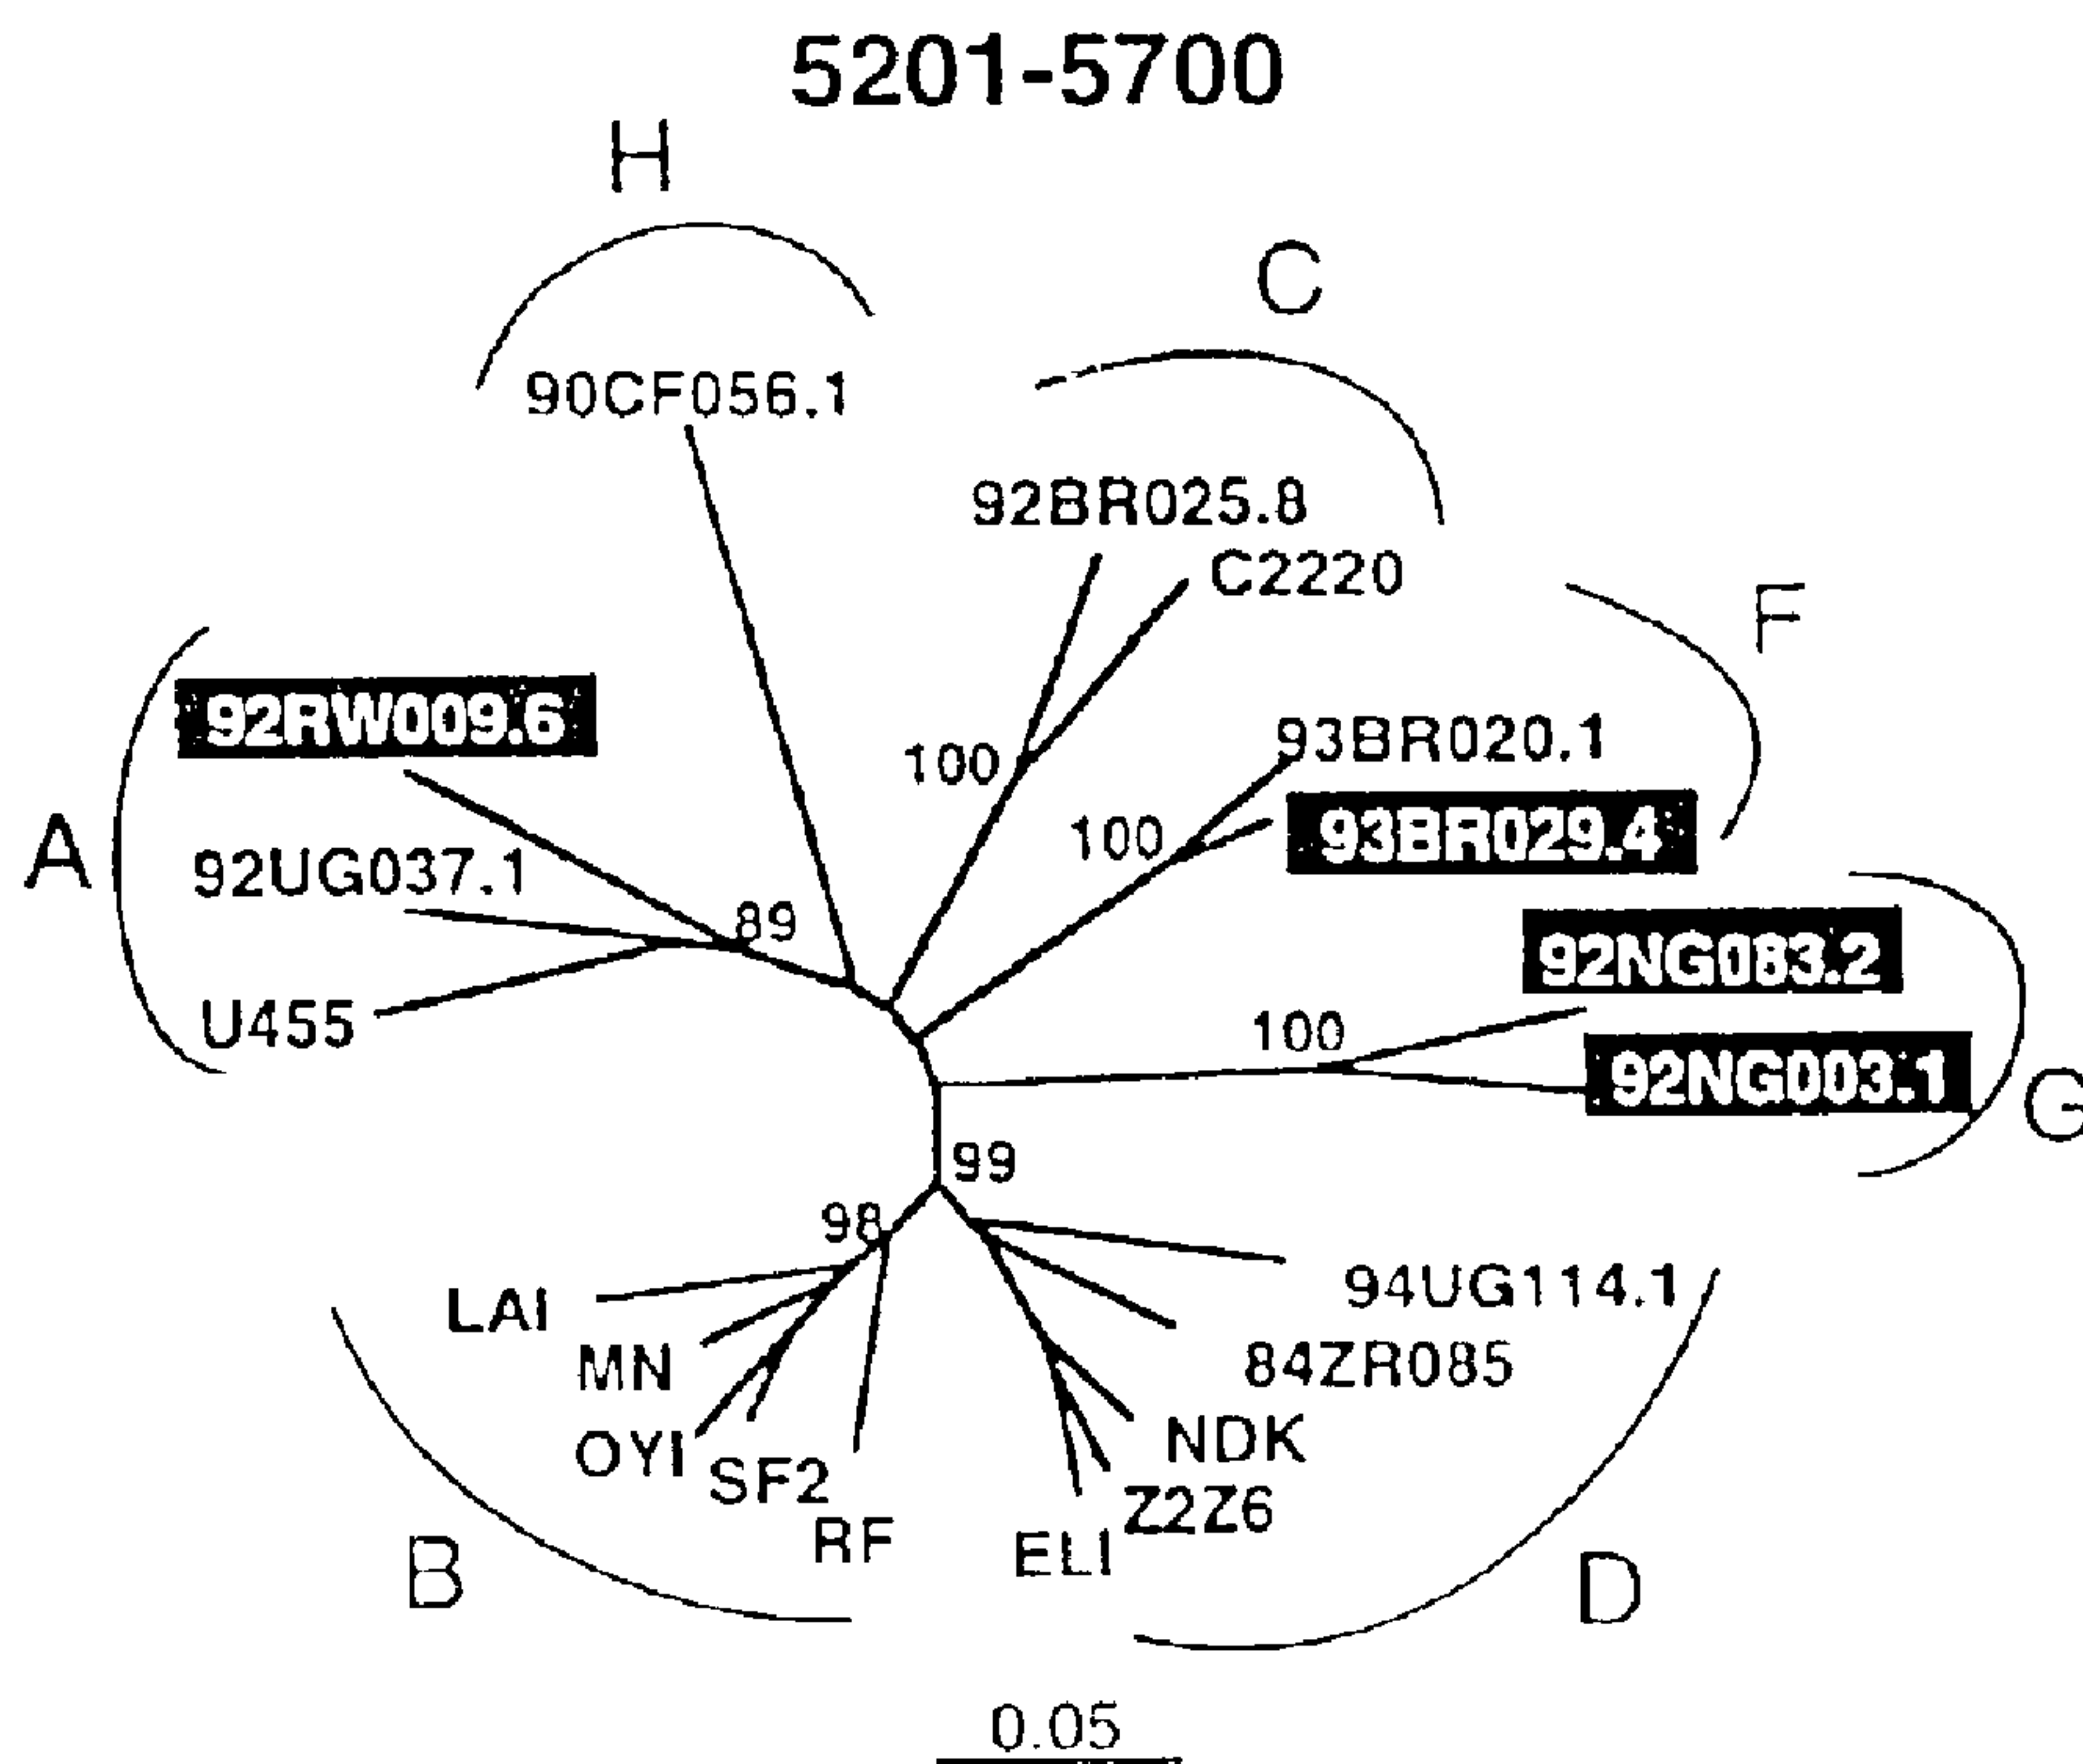 5201-5700
H
C
90CF056.1
92BR025.8
C2220
F
92RW009.6
93BR020.1
100
93BR029.4
100
A
92UG037.1
89
92NG083.2
U455
100
92NG003.1
G
99
98
94UG114.1
LAI
84ZR085
MN
NDK
OYI
SF2
Z2Z6
RF
ELI
B
D
0.05